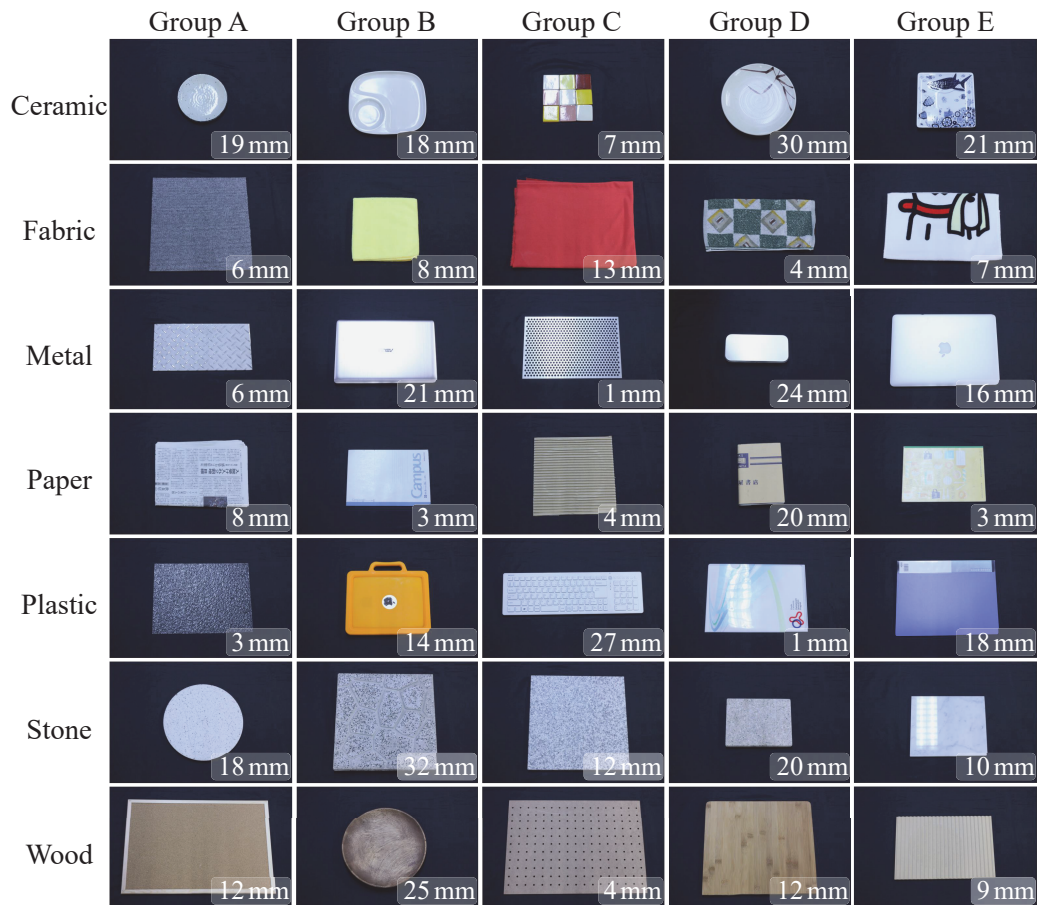 Group A Group B Group C Group D Group E
Ceramic 19 mm 18 mm 7 mm 30 mm 21 mm
Fabric 6 mm 8 mm 13 mm 4 mm 7 mm
Metal 6 mm 21 mm 1 mm 24 mm 16 mm
Paper 8 mm 3 mm 4 mm 20 mm 3 mm
Campus
Plastic 3 mm 14 mm 27 mm 1 mm 18 mm
Stone 18 mm 32 mm 12 mm 20 mm 10 mm
Wood 12 mm 25 mm 4 mm 12 mm 9 mm